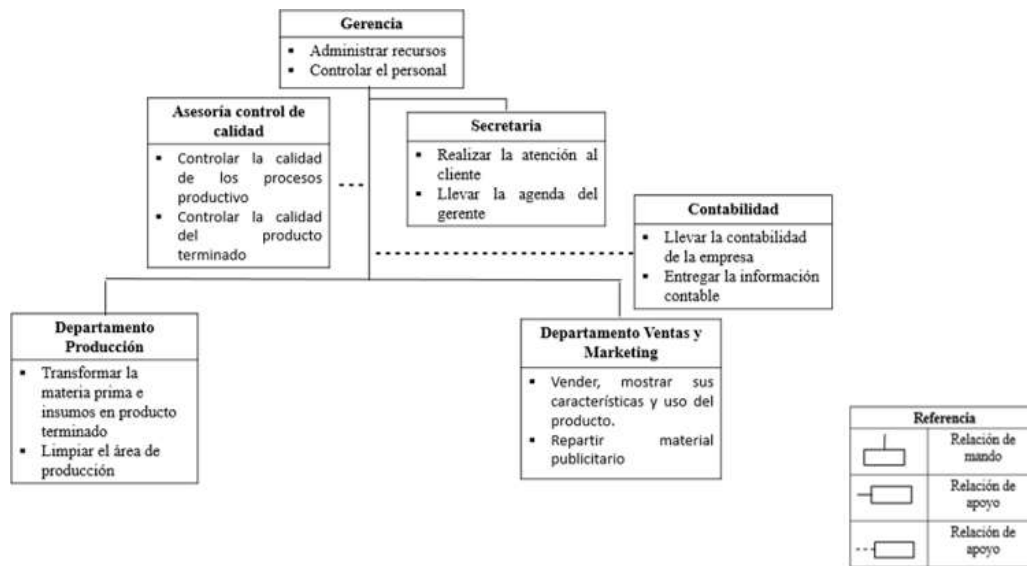 Gerencia
▪ Administrar recursos
▪ Controlar el personal
Asesoría control de
calidad
▪ Controlar la calidad
de los procesos
productivo
▪ Controlar la calidad
del producto
terminado
Secretaria
▪ Realizar la atención al
cliente
▪ Llevar la agenda del
gerente
Contabilidad
▪ Llevar la contabilidad
de la empresa
▪ Entregar la información
contable
Departamento
Producción
▪ Transformar la
materia prima e
insumos en producto
terminado
▪ Limpiar el área de
producción
Departamento Ventas y
Marketing
▪ Vender, mostrar sus
características y uso del
producto.
▪ Repartir material
publicitario
Referencia
Relación de
mando
Relación de
apoyo
Relación de
apoyo